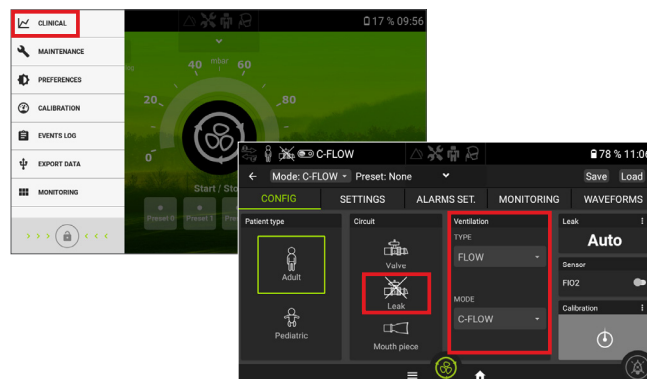 CLINICAL
17 % 09:56
MAINTENANCE
PREFERENCES
CALIBRATION
EVENTS LOG
EXPORT DATA
MONITORING
> > > < < <
mbar
40 60
20 80
0
Start / Sto
Preset 0 Preset 1 Pre
C-FLOW 78 % 11:06
Mode: C-FLOW Preset: None Save Load
CONFIG SETTINGS ALARMS SET. MONITORING WAVEFORMS
Patient type
Adult
Pediatric
Circuit
Valve
Leak
Mouth piece
Ventilation
TYPE
FLOW
MODE
C-FLOW
Leak
Auto
Sensor
FIO2
Calibration